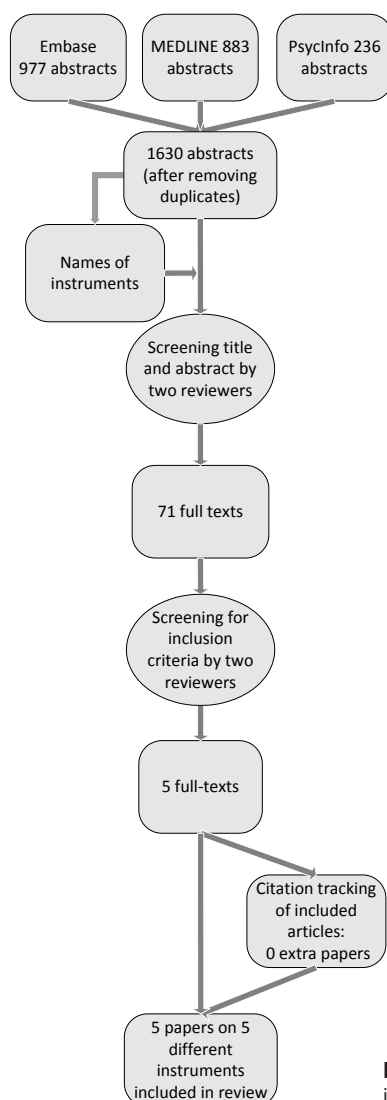 Embase
977 abstracts
MEDLINE 883
abstracts
PsycInfo 236
abstracts
1630 abstracts
(after removing
duplicates)
Names of
instruments
Screening title
and abstract by
two reviewers
71 full texts
Screening for
inclusion
criteria by two
reviewers
5 full-texts
Citation tracking
of included
articles:
0 extra papers
5 papers on 5
different
instruments
included in review